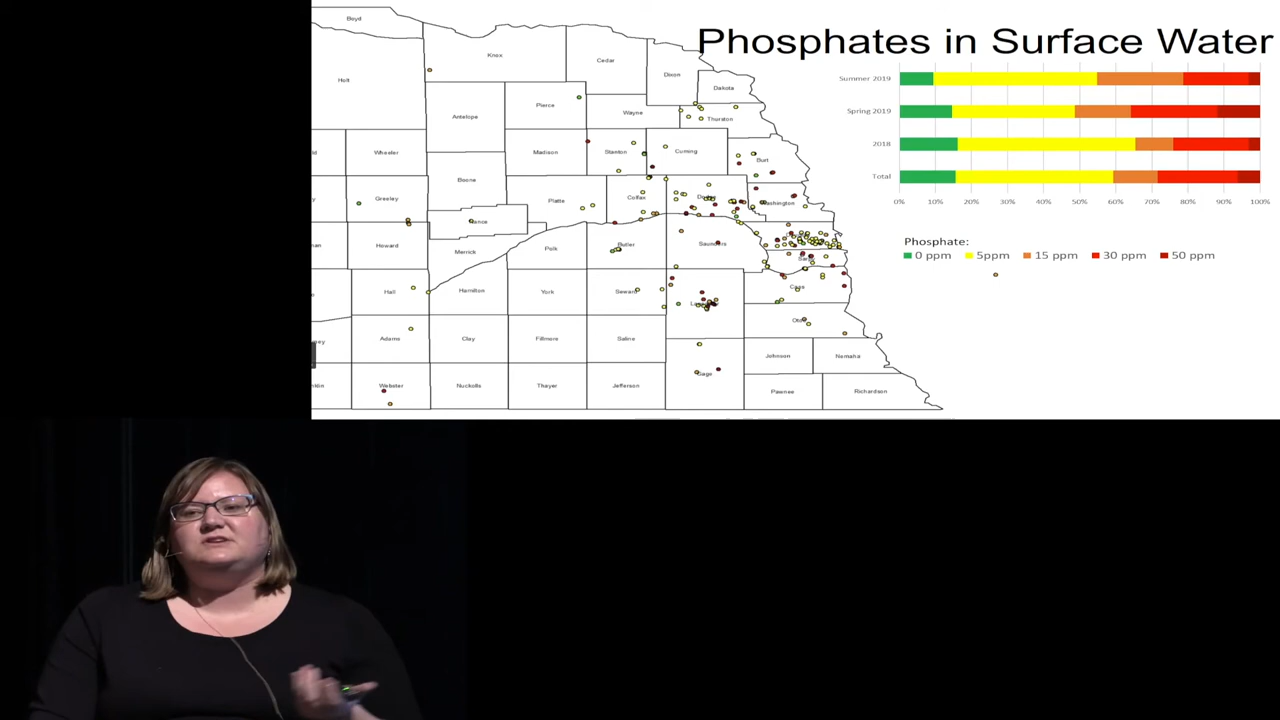 Phosphates in Surface Water
Boyd
Knox
Cedar
Dixon
Dakota
Holt
Pierce
Wayne
Thurston
Antelope
Wheeler
Madison
Stanton
Cuming
Burt
Boone
Greeley
Platte
Colfax
Washington
Howard
Merrick
Polk
Butler
Saunders
Hall
Hamilton
York
Seward
Cass
Adams
Clay
Fillmore
Saline
Otoe
Johnson
Nemaha
Webster
Nuckolls
Thayer
Jefferson
Gage
Pawnee
Richardson
Summer 2019
Spring 2019
2018
Total
0% 10% 20% 30% 40% 50% 60% 70% 80% 90% 100%
Phosphate:
0 ppm 5ppm 15 ppm 30 ppm 50 ppm